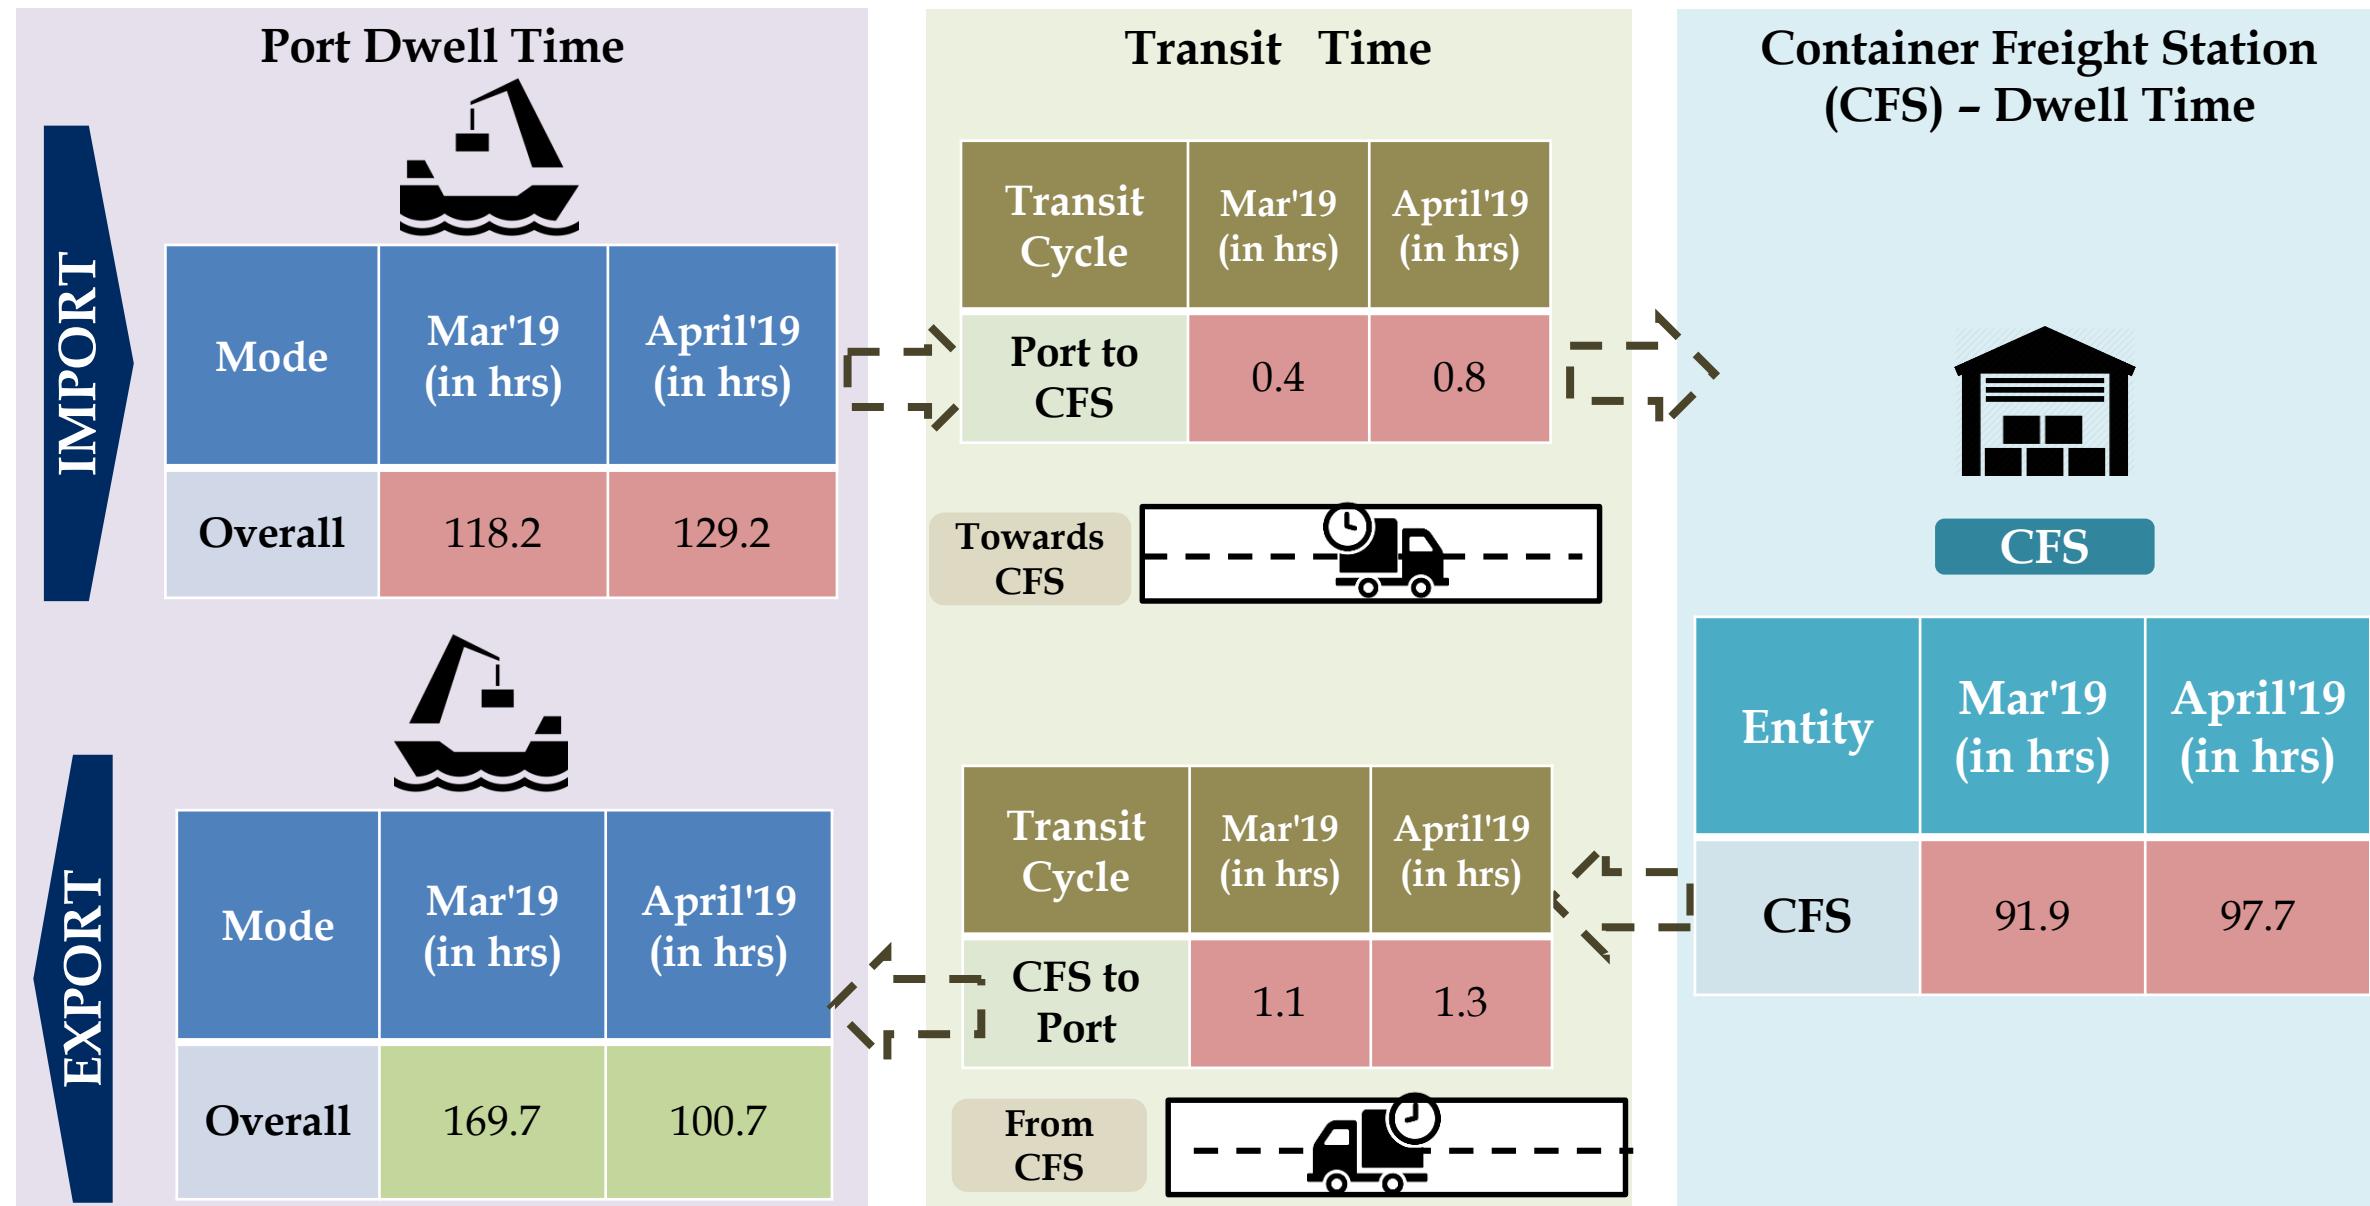 Port Dwell Time
IMPORT
Mode
Mar'19
(in hrs)
April'19
(in hrs)
Overall
118.2
129.2
EXPORT
Mode
Mar'19
(in hrs)
April'19
(in hrs)
Overall
169.7
100.7
Transit Time
Transit
Cycle
Mar'19
(in hrs)
April'19
(in hrs)
Port to
CFS
0.4
0.8
Towards
CFS
Transit
Cycle
Mar'19
(in hrs)
April'19
(in hrs)
CFS to
Port
1.1
1.3
From
CFS
Container Freight Station
(CFS) – Dwell Time
CFS
Entity
Mar'19
(in hrs)
April'19
(in hrs)
CFS
91.9
97.7